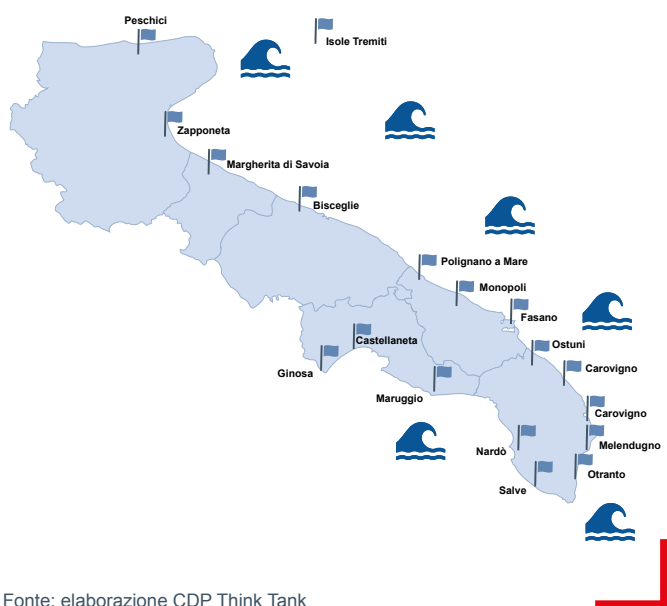 Peschici
Isole Tremiti
Zapponeta
Margherita di Savoia
Bisceglie
Polignano a Mare
Monopoli
Fasano
Ostuni
Castellaneta
Carovigno
Ginosa
Maruggio
Carovigno
Melendugno
Nardò
Otranto
Salve
Fonte: elaborazione CDP Think Tank